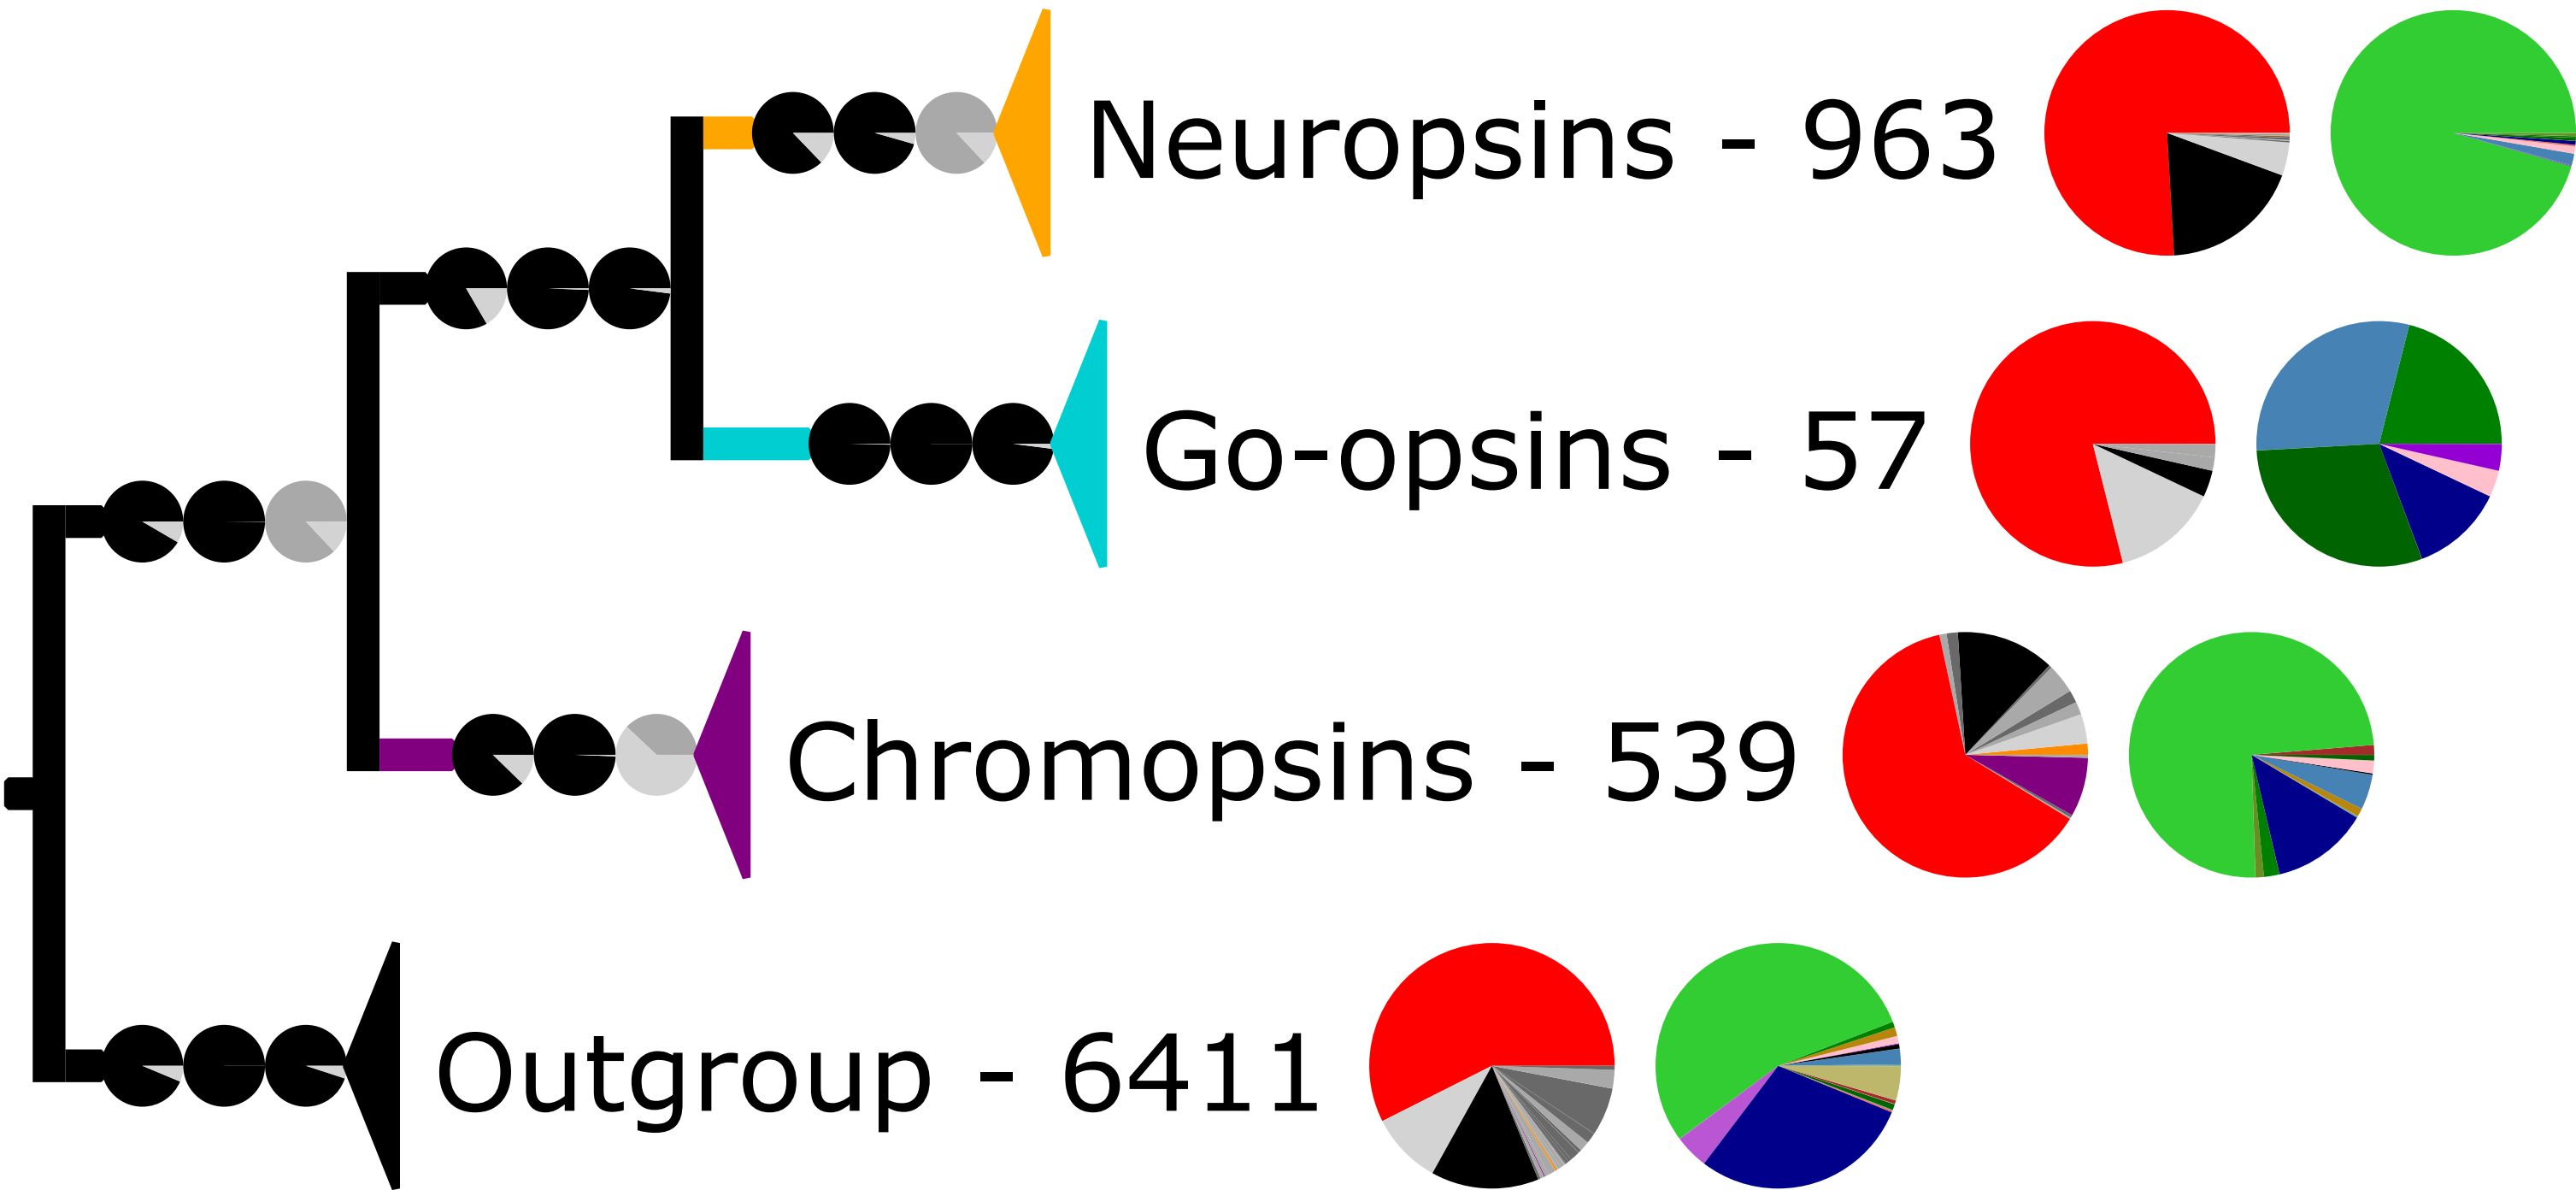 Neuropsins - 963
Go-opsins - 57
Chromopsins - 539
Outgroup - 6411